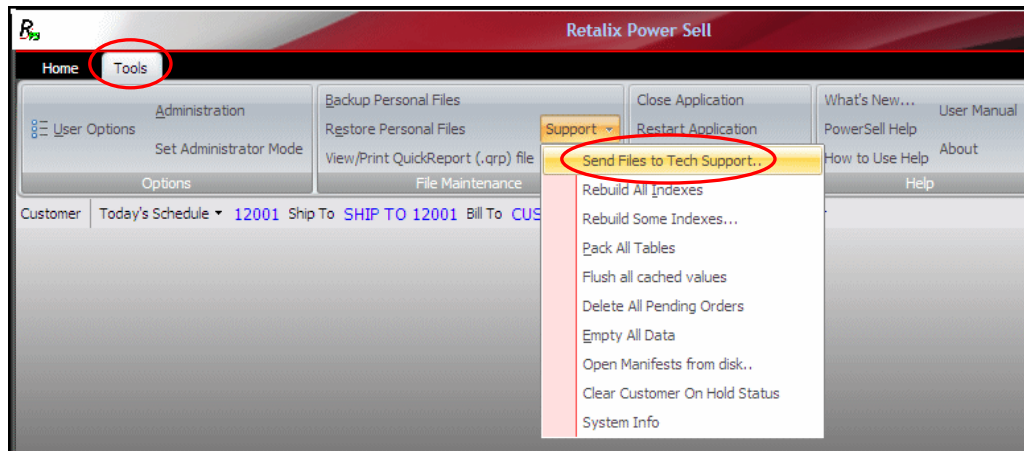 Retalix Power Sell
Home Tools
User Options
Administration
Set Administrator Mode
Options
Backup Personal Files
Restore Personal Files
View/Print QuickReport (.qrp) file
File Maintenance
Support
Close Application
Restart Application
What's New...
PowerSell Help
How to Use Help
User Manual
About
Help
Customer Today's Schedule 12001 Ship To SHIP TO 12001 Bill To CUS
Send Files to Tech Support..
Rebuild All Indexes
Rebuild Some Indexes...
Pack All Tables
Flush all cached values
Delete All Pending Orders
Empty All Data
Open Manifests from disk..
Clear Customer On Hold Status
System Info